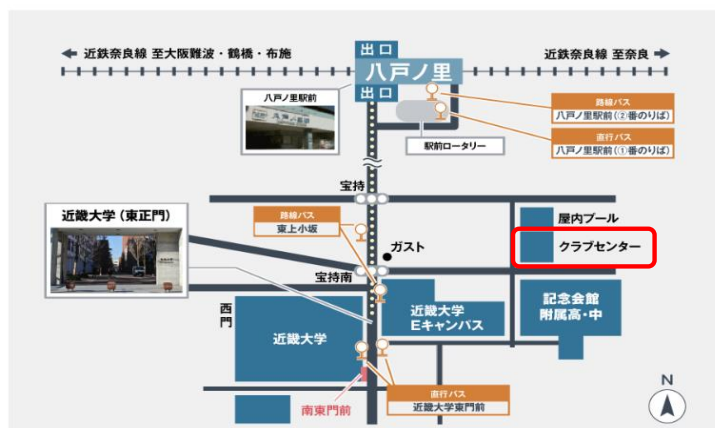 近鉄奈良線 至大阪難波・鶴橋・布施
出口
八戸ノ里
出口
近鉄奈良線 至奈良
八戸ノ里駅前
駅前ロータリー
路線バス
八戸ノ里駅前(②番のりば)
直行バス
八戸ノ里駅前(①番のりば)
宝持
近畿大学(東正門)
路線バス
東上小阪
ガスト
屋内プール
クラブセンター
宝持南
西門
近畿大学
近畿大学
Eキャンパス
記念会館
附属高・中
南東門前
直行バス
近畿大学東門前
N